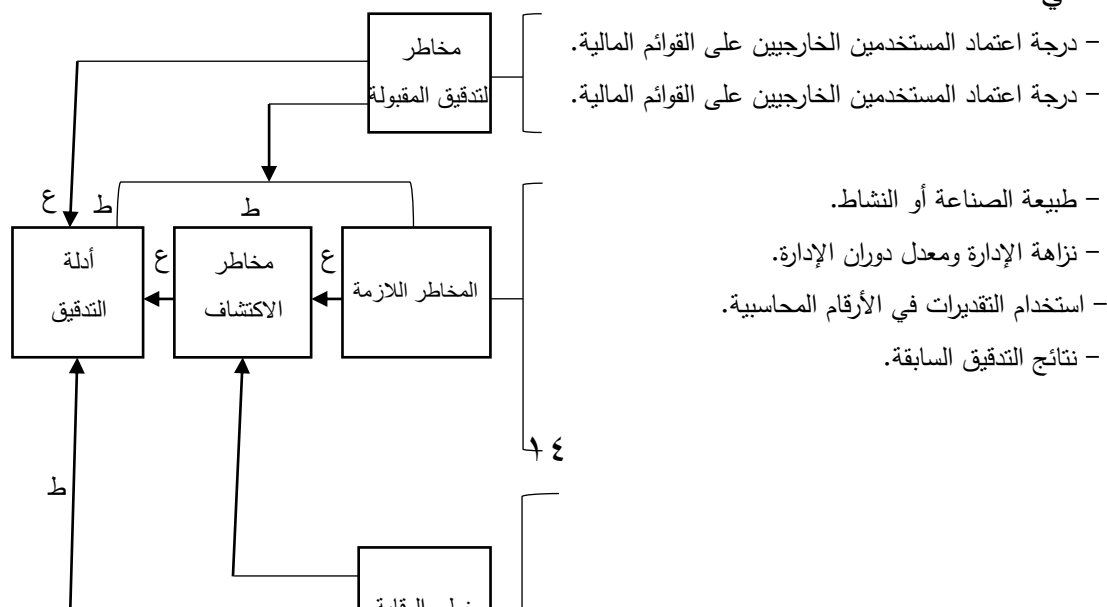 - درجة اعتماد المستخدمين الخارجيين على القوائم المالية.
- درجة اعتماد المستخدمين الخارجيين على القوائم المالية.
مخاطر
لتدقيق المقبولة
- طبيعة الصناعة أو النشاط.
- نزاهة الإدارة ومعدل دوران الإدارة.
- استخدام التقديرات في الأرقام المحاسبية.
- نتائج التدقيق السابقة.
ط
ط
ع
المخاطر اللازمة
ع
مخاطر
الاكتشاف
ع
أدلة
التدقيق
١٤
ط